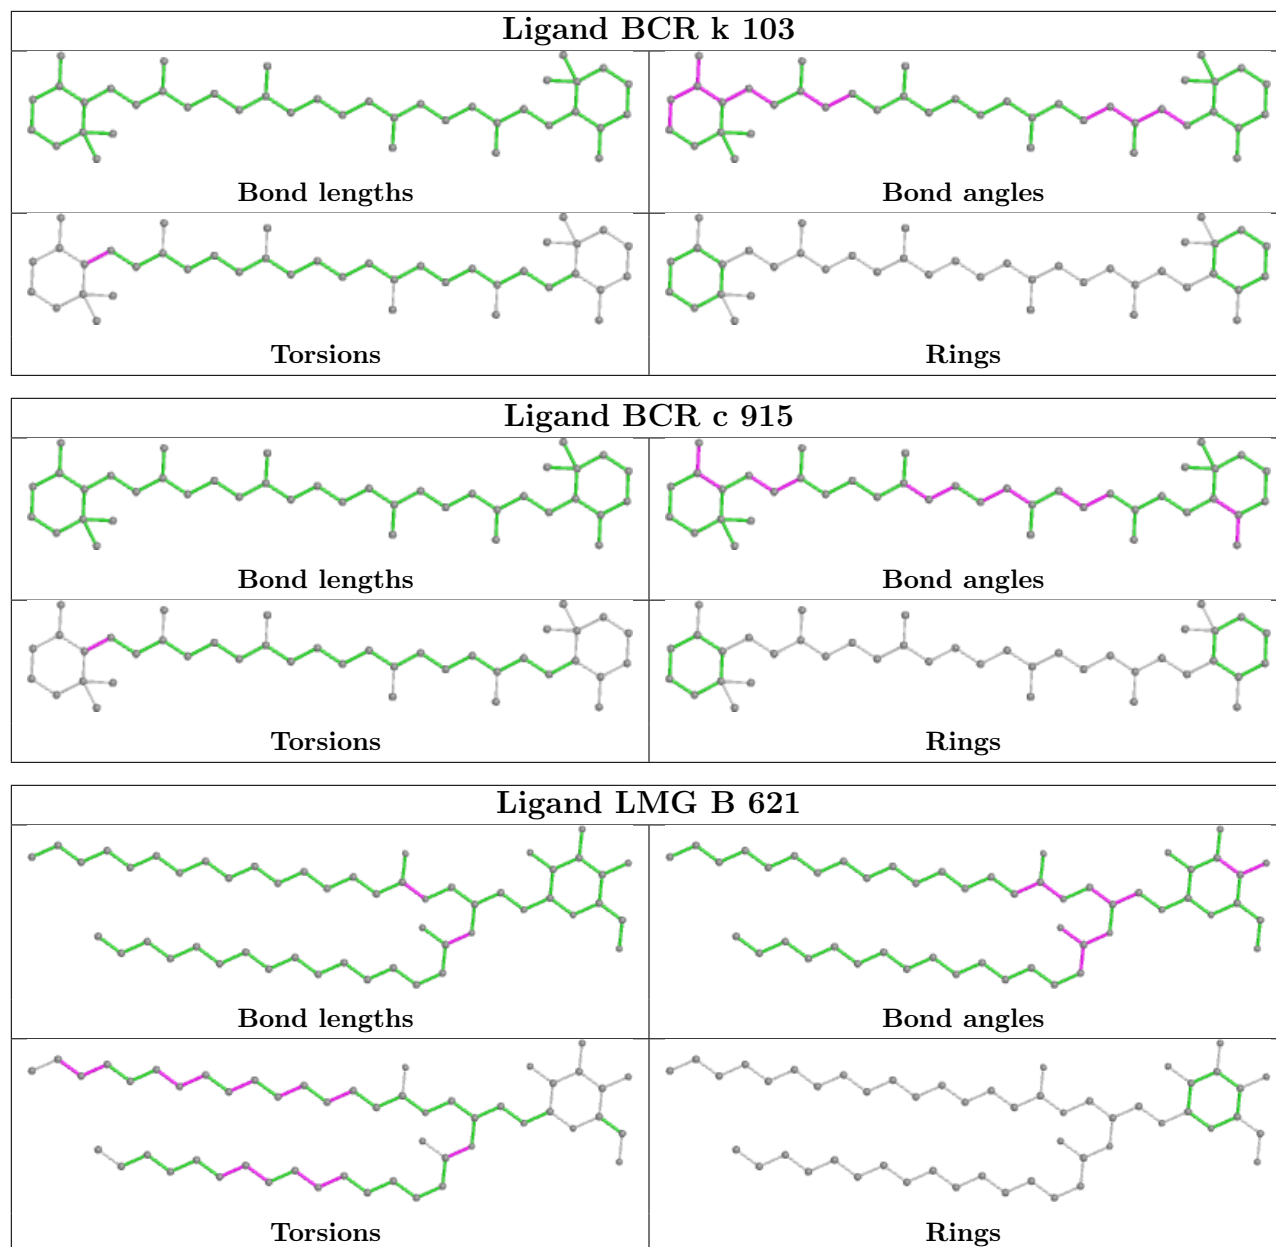 Ligand BCR k 103
Bond lengths
Bond angles
Torsions
Rings
Ligand BCR c 915
Bond lengths
Bond angles
Torsions
Rings
Ligand LMG B 621
Bond lengths
Bond angles
Torsions
Rings